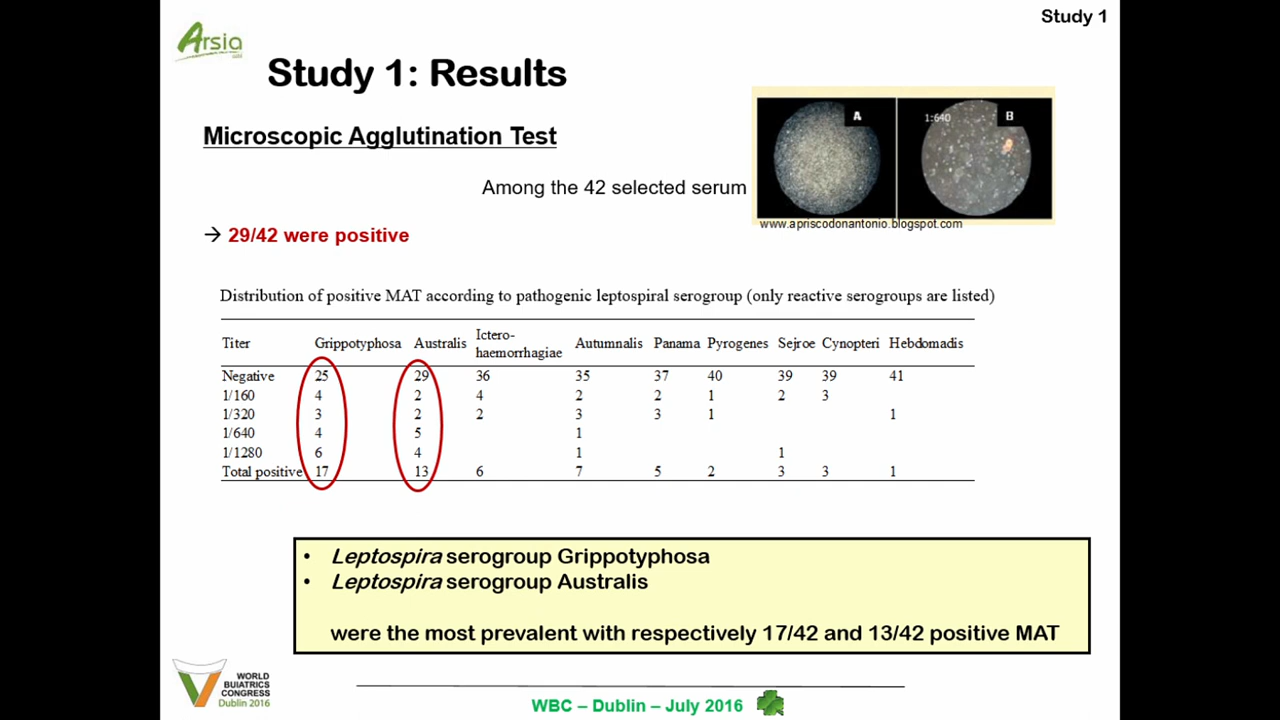 Study 1
Arsia
Study 1: Results
Microscopic Agglutination Test
A
1:640
B
Among the 42 selected serum
www.apriscodonantonio.blogspot.com
→ 29/42 were positive
Distribution of positive MAT according to pathogenic leptospiral serogroup (only reactive serogroups are listed)
Titer Grippotyphosa Australis Ictero-haemorrhagiae Autumnalis Panama Pyrogenes Sejroe Cynopteri Hebdomadis
Negative 25 29 36 35 37 40 39 39 41
1/160 4 2 4 2 2 1 2 3
1/320 3 2 2 3 3 1 1
1/640 4 5 1
1/1280 6 4 1 1
Total positive 17 13 6 7 5 2 3 3 1
• Leptospira serogroup Grippotyphosa
• Leptospira serogroup Australis
were the most prevalent with respectively 17/42 and 13/42 positive MAT
WORLD
BUIATRICS
CONGRESS
Dublin 2016
WBC – Dublin – July 2016